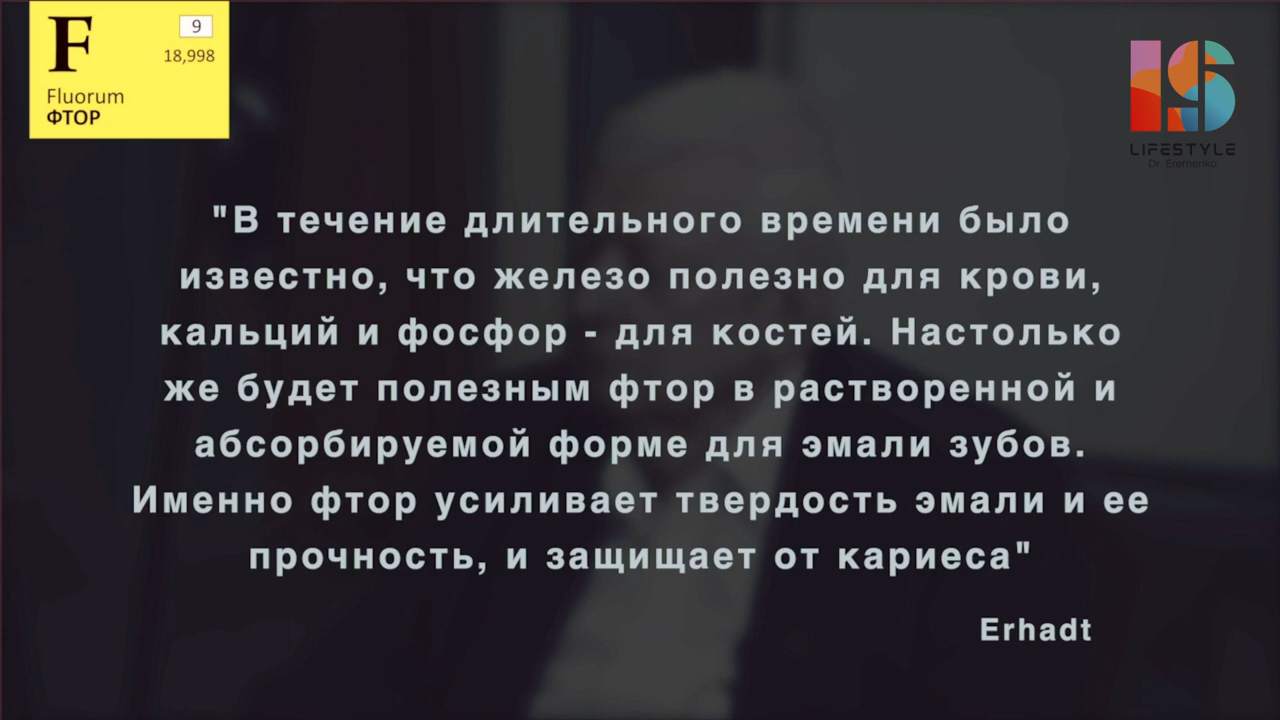 F
9
18,998
Fluorum
ФТОР
LIFESTYLE
Dr. Eremenko
"В течение длительного времени было
известно, что железо полезно для крови,
кальций и фосфор - для костей. Настолько
же будет полезным фтор в растворенной и
абсорбируемой форме для эмали зубов.
Именно фтор усиливает твердость эмали и ее
прочность, и защищает от кариеса"
Erhadt